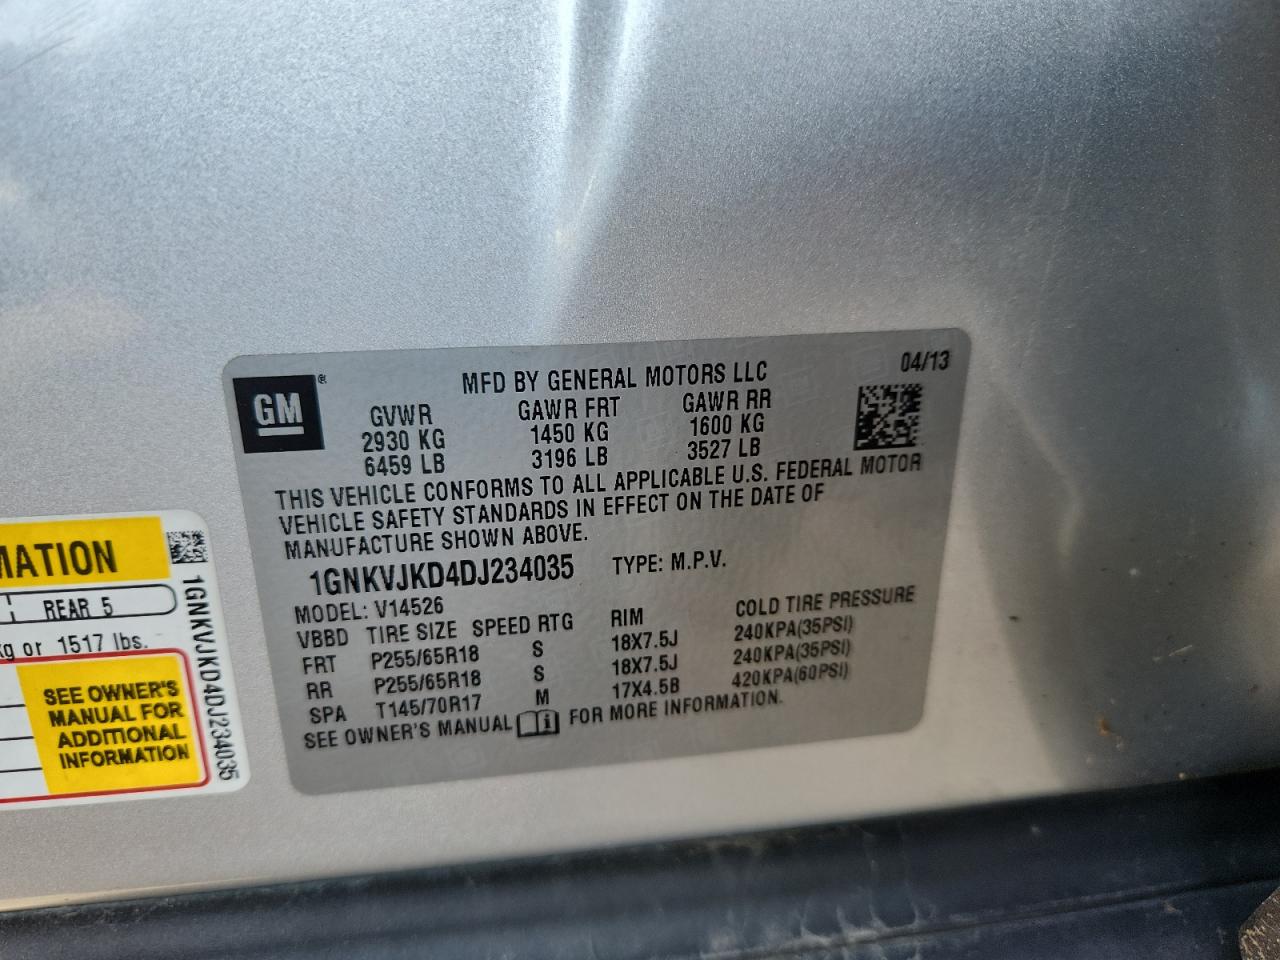 MFD BY GENERAL MOTORS LLC 04/13
GM ®
GVWR GAWR FRT GAWR RR
2930 KG 1450 KG 1600 KG
6459 LB 3196 LB 3527 LB
THIS VEHICLE CONFORMS TO ALL APPLICABLE U.S. FEDERAL MOTOR
VEHICLE SAFETY STANDARDS IN EFFECT ON THE DATE OF
MANUFACTURE SHOWN ABOVE.
1GNKVJKD4DJ234035 TYPE: M.P.V.
MODEL: V14526
VBBD TIRE SIZE SPEED RTG RIM COLD TIRE PRESSURE
FRT P255/65R18 S 18X7.5J 240KPA(35PSI)
RR P255/65R18 S 18X7.5J 240KPA(35PSI)
SPA T145/70R17 M 17X4.5B 420KPA(60PSI)
SEE OWNER'S MANUAL FOR MORE INFORMATION.
MATION
REAR 5
kg or 1517 lbs.
SEE OWNER'S
MANUAL FOR
ADDITIONAL
INFORMATION
1GNKVJKD4DJ234035